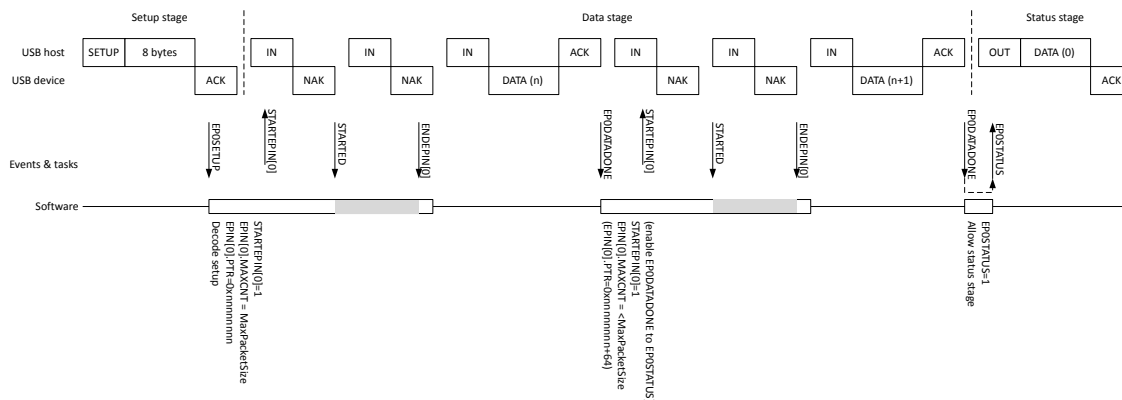 Setup stage
Data stage
Status stage
USB host
SETUP
8 bytes
IN
IN
IN
ACK
IN
IN
IN
ACK
OUT
DATA (0)
USB device
ACK
NAK
NAK
DATA (n)
NAK
NAK
DATA (n+1)
ACK
Events & tasks
EP0SETUP
STARTEPIN[0]
STARTED
ENDEPIN[0]
EP0DATADONE
STARTEPIN[0]
STARTED
ENDEPIN[0]
EP0DATADONE
EP0STATUS
Software
Decode setup
EPIN[0].PTR=0xnnnnnnnn
EPIN[0].MAXCNT = MaxPacketSize
STARTEPIN[0]=1
(EPIN[0].PTR=0xnnnnnnnn+64)
EPIN[0].MAXCNT = <MaxPacketSize
STARTEPIN[0]=1
(enable EP0DATADONE to EP0STATUS
Allow status stage
EP0STATUS=1